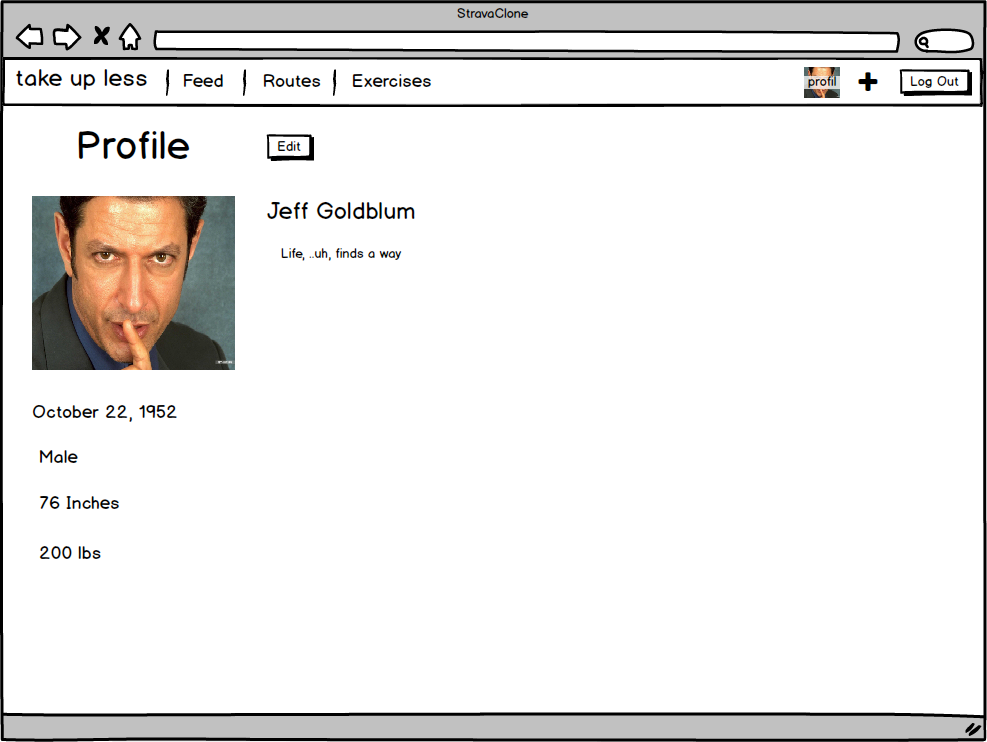 StravaClone
take up less
Feed
Routes
Exercises
profil
Log Out
Profile
Edit
Jeff Goldblum
Life, ..uh, finds a way
October 22, 1952
Male
76 Inches
200 lbs